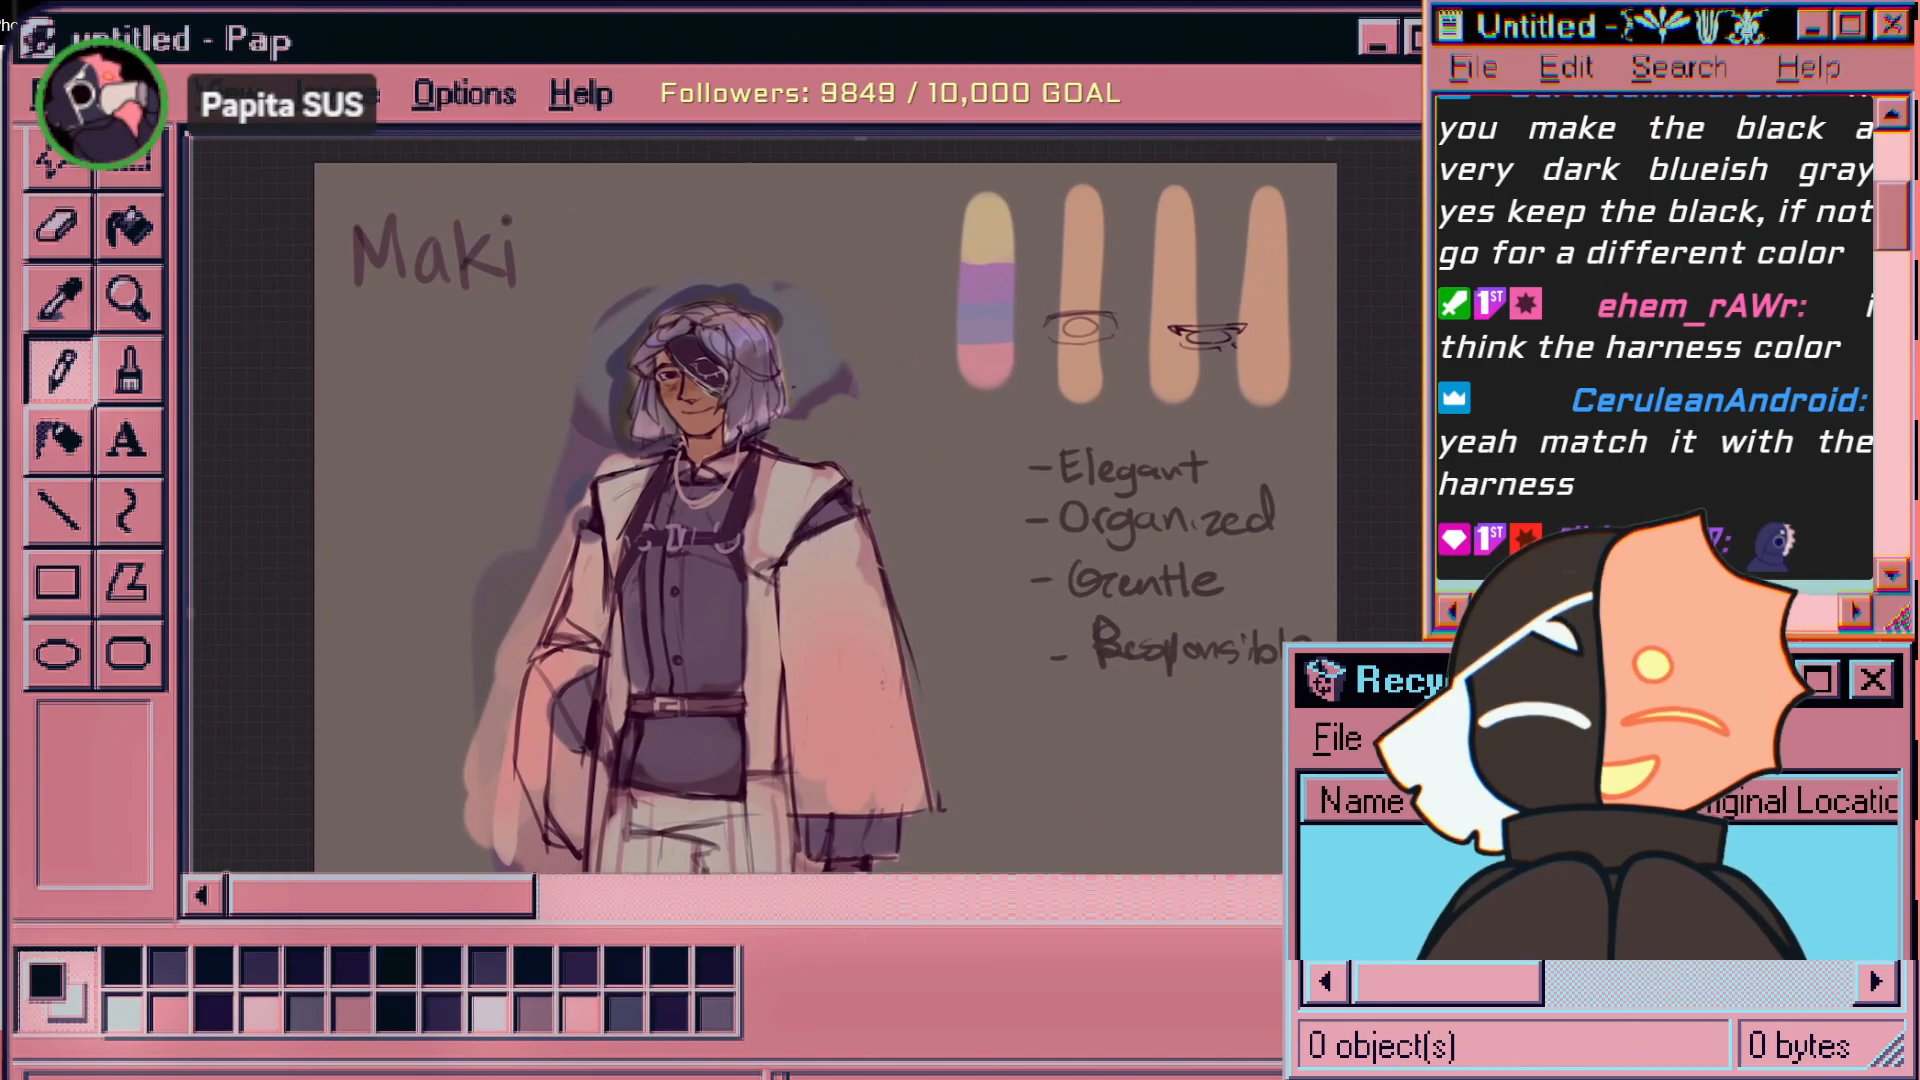 untitled - Pap
Papita SUS
Options Help
Followers: 9849 / 10,000 GOAL
Maki
- Elegant
- Organized
- Gentle
- Responsible
Untitled -
File Edit Search Help
you make the black a
very dark blueish gray
yes keep the black, if not
go for a different color
1ST ehem_rAWr: i
think the harness color
CeruleanAndroid:
yeah match it with the
harness
1ST
Recy
File
Name
0 object(s)
0 bytes